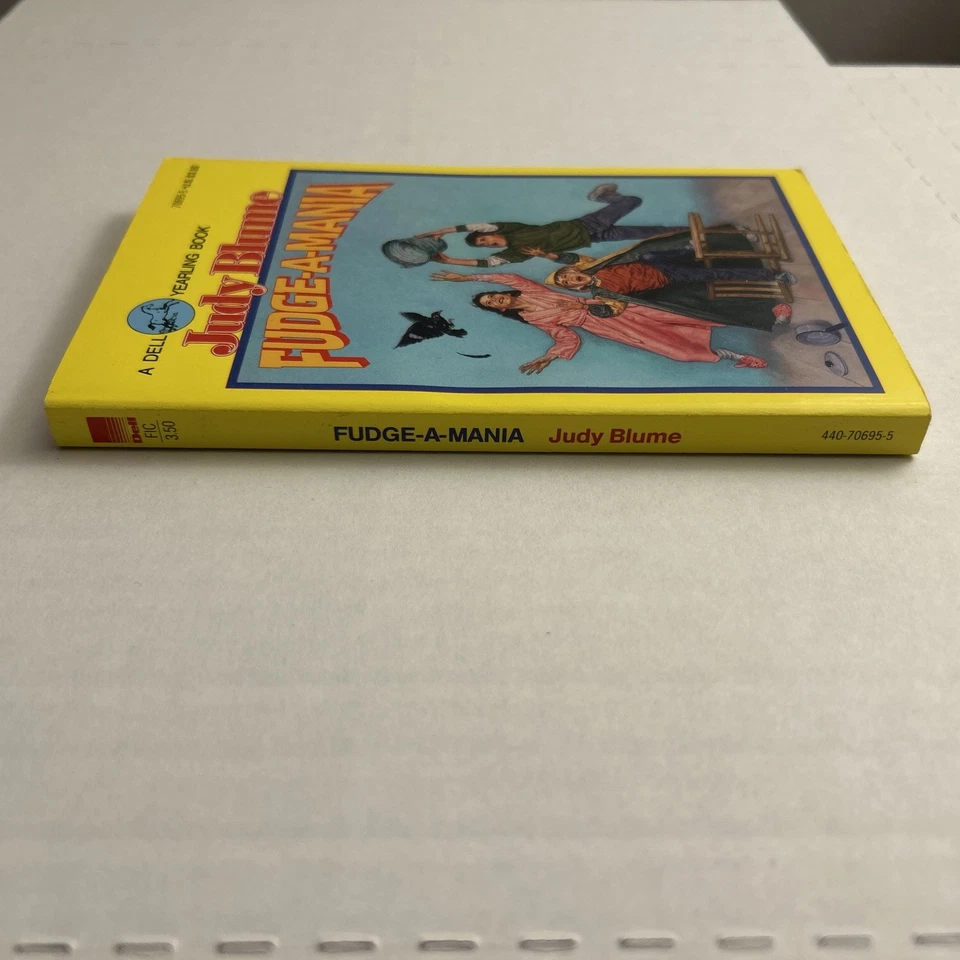 A DELL YEARLING BOOK
Judy Blume
FUDGE-A-MANIA
Dell
FIC
3.50
FUDGE-A-MANIA Judy Blume
440-70695-5